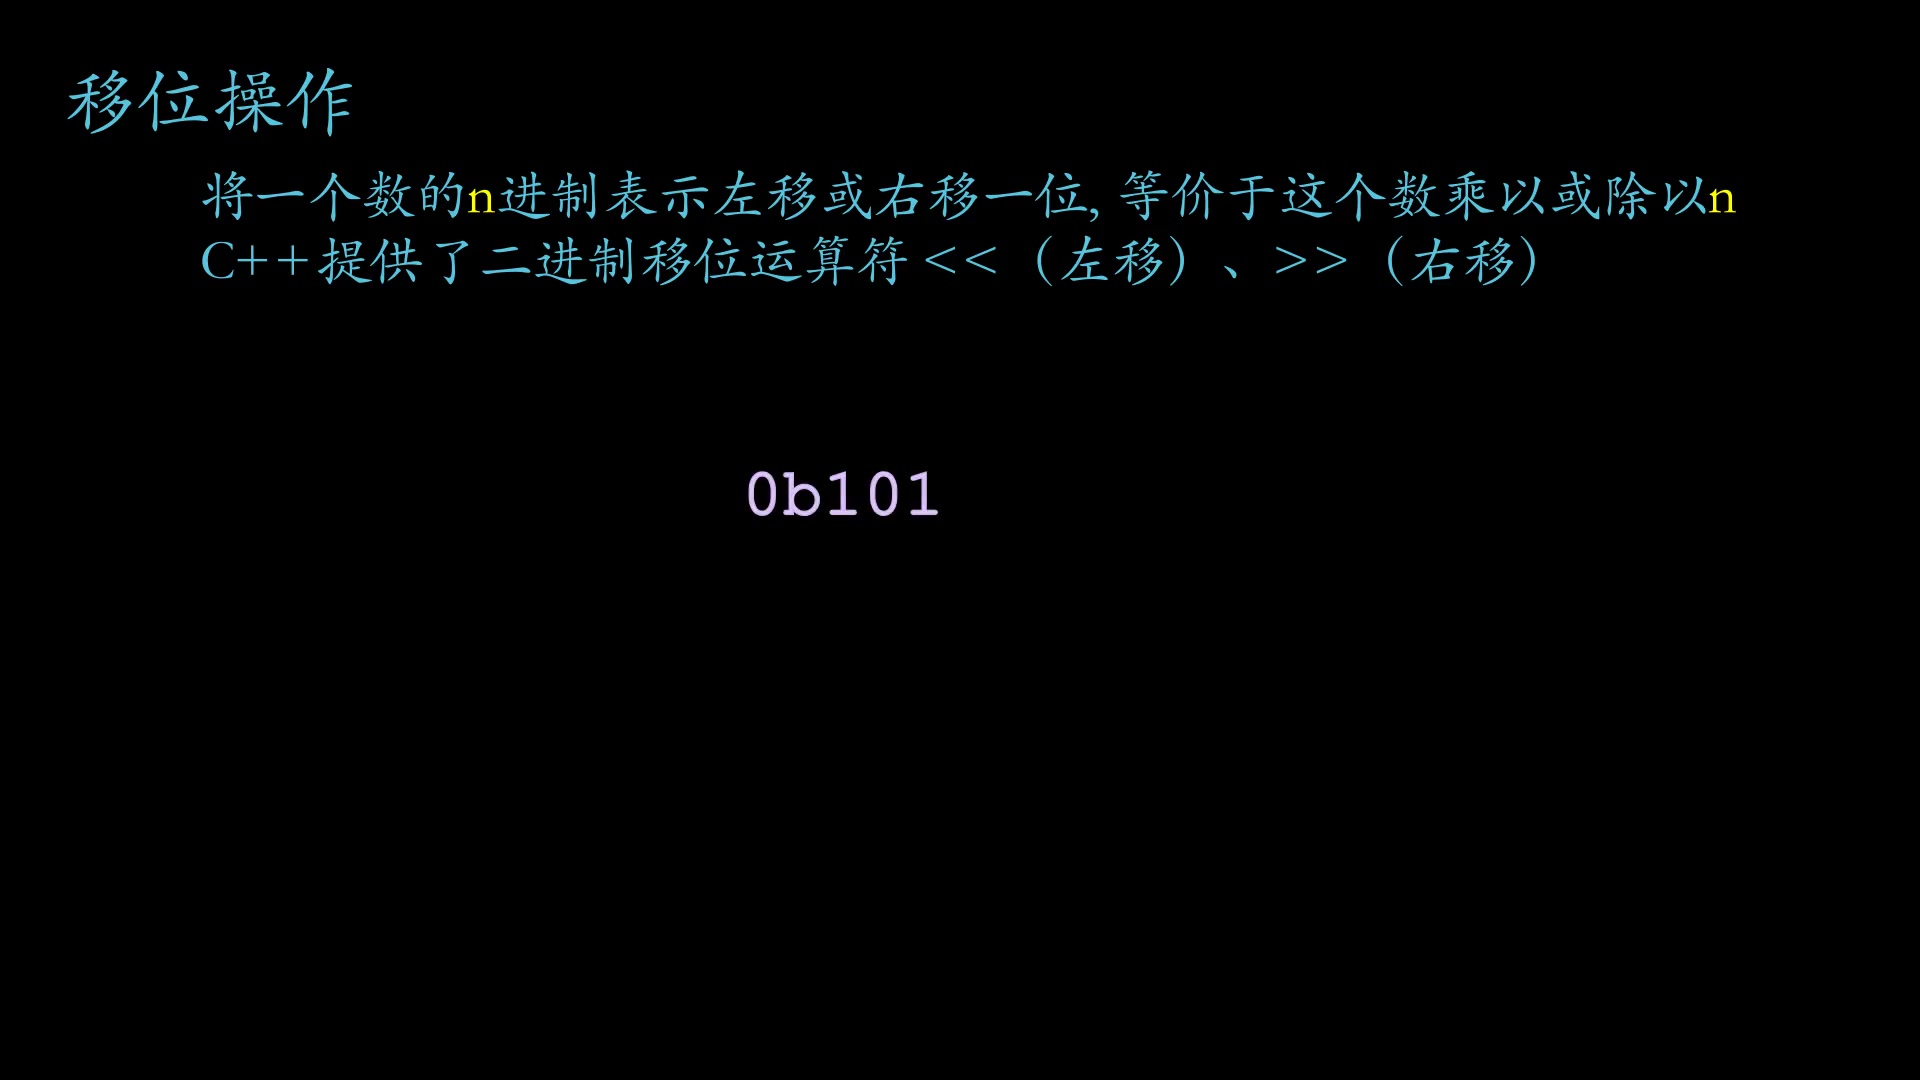 移位操作
将一个数的n进制表示左移或右移一位, 等价于这个数乘以或除以n
C++提供了二进制移位运算符<<（左移）、>>（右移）
0b101